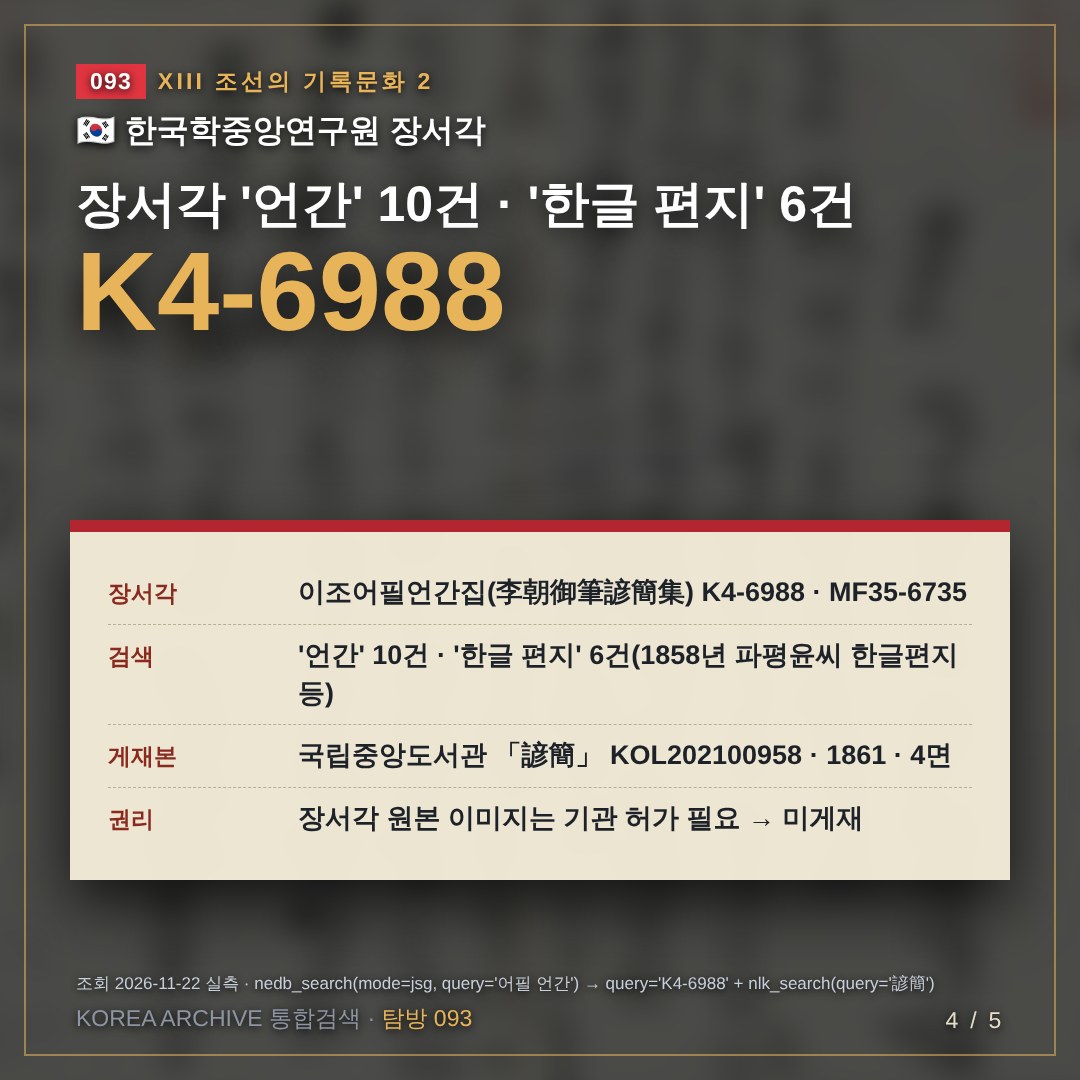 093 XIII 조선의 기록문화 2
🇰🇷 한국학중앙연구원 장서각
장서각 '언간' 10건 · '한글 편지' 6건
K4-6988
장서각 이조어필언간집(李朝御筆諺簡集) K4-6988 · MF35-6735
검색 '언간' 10건 · '한글 편지' 6건(1858년 파평윤씨 한글편지
등)
게재본 국립중앙도서관 「諺簡」 KOL202100958 · 1861 · 4면
권리 장서각 원본 이미지는 기관 허가 필요 → 미게재
조회 2026-11-22 실측 · nedb_search(mode=jsg, query='어필 언간') → query='K4-6988' + nlk_search(query='諺簡')
KOREA ARCHIVE 통합검색 · 탐방 093
4 / 5